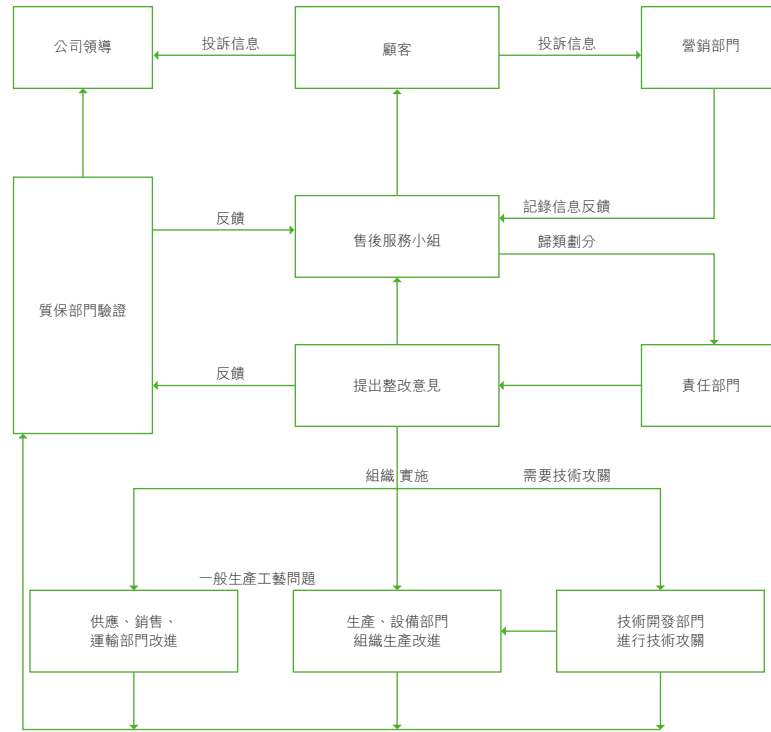 公司領導
投訴信息
顧客
投訴信息
營銷部門
反饋
售後服務小組
記錄信息反饋
歸類劃分
質保部門驗證
反饋
提出整改意見
責任部門
組織 實施
需要技術攻關
一般生產工藝問題
供應、銷售、
運輸部門改進
生產、設備部門
組織生產改進
技術開發部門
進行技術攻關